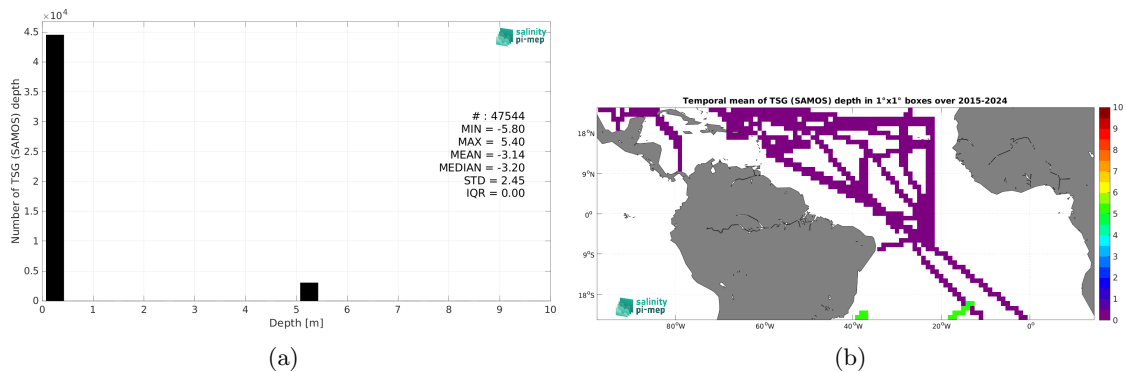 ×10⁴
4.5
4
3.5
3
2.5
2
1.5
1
0.5
0
Number of TSG (SAMOS) depth
salinity
pi-mep
# : 47544
MIN = -5.80
MAX = 5.40
MEAN = -3.14
MEDIAN = -3.20
STD = 2.45
IQR = 0.00
0 1 2 3 4 5 6 7 8 9 10
Depth [m]
(a)
Temporal mean of TSG (SAMOS) depth in 1°x1° boxes over 2015-2024
18°N
9°N
0°
9°S
18°S
salinity
pi-mep
80°W 60°W 40°W 20°W 0°
10
9
8
7
6
5
4
3
2
1
0
(b)